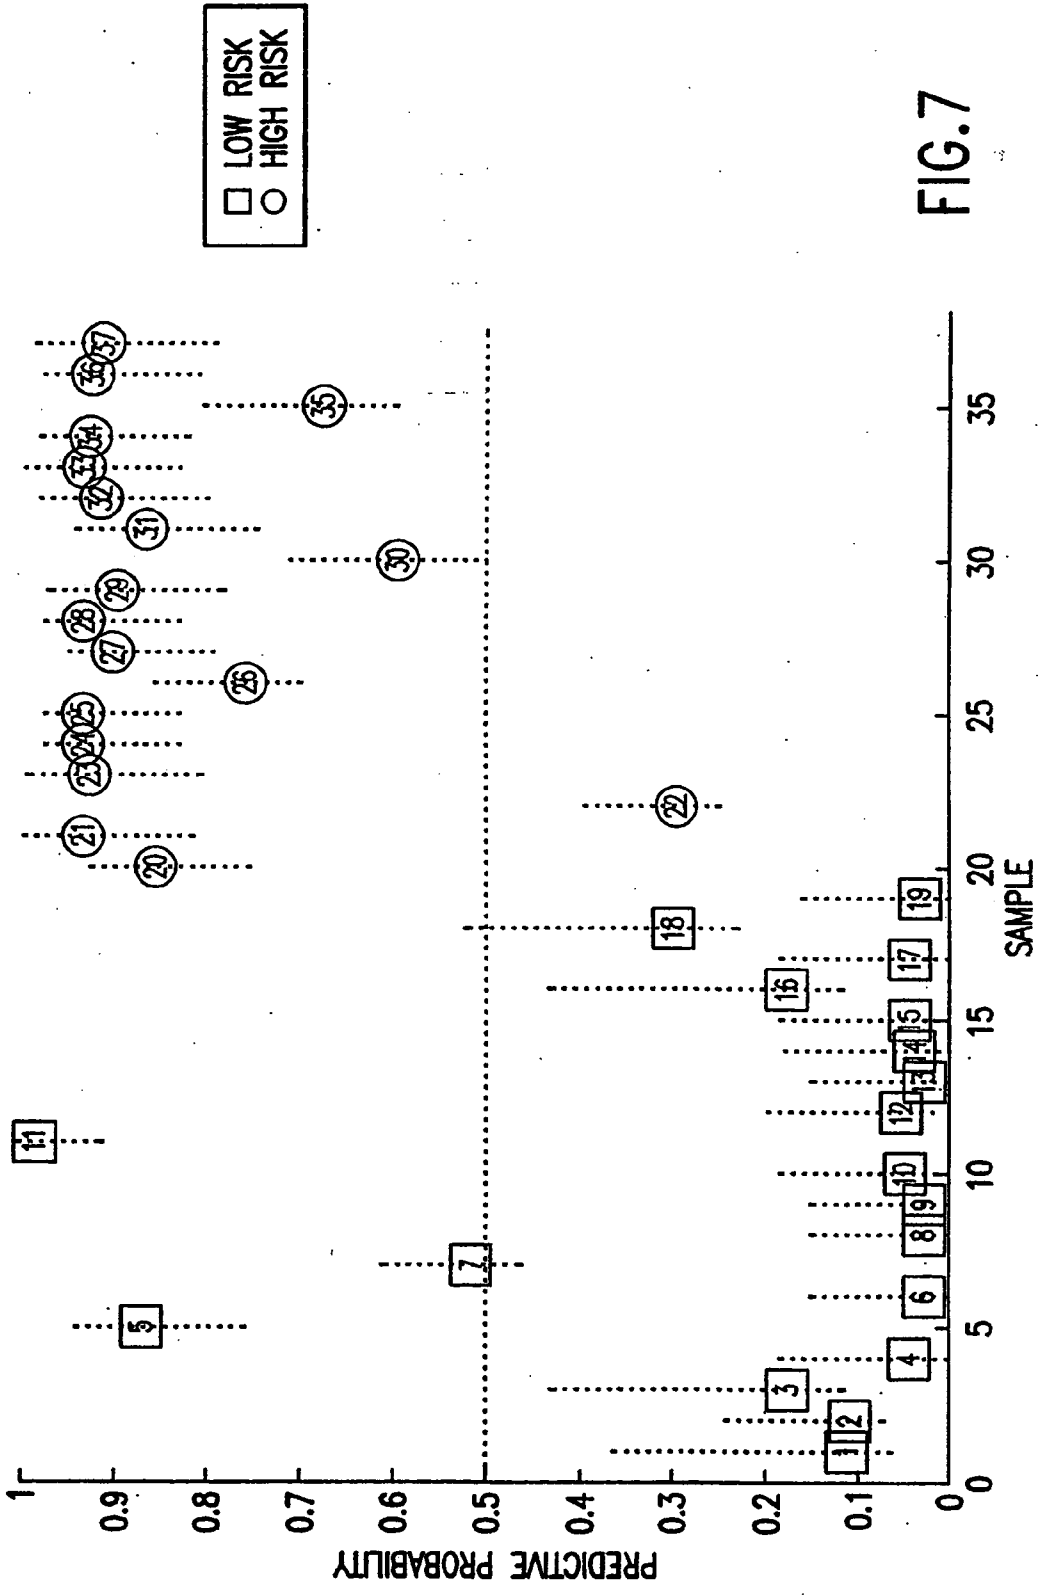 LOW RISK
HIGH RISK
PREDICTIVE PROBABILITY
1
0.9
0.8
0.7
0.6
0.5
0.4
0.3
0.2
0.1
0
0 5 10 15 20 25 30 35
SAMPLE
1 2 3 4 5 6 7 8 9 10 11 12 13 14 15 16 17 18 19
20 21 22 23 24 25 26 27 28 29 30 31 32 33 34 35 36 37
FIG.7